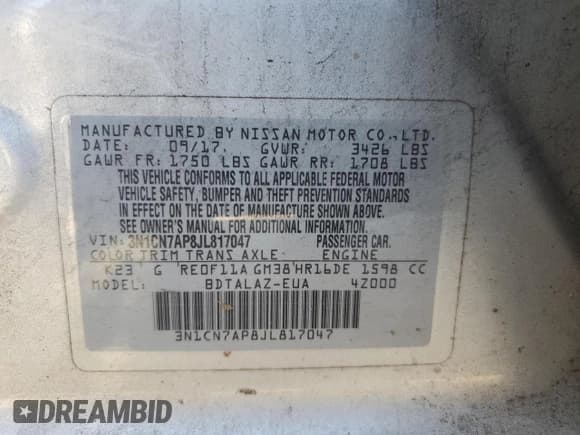 MANUFACTURED BY NISSAN MOTOR CO.,LTD.
DATE: 09/17. GVWR: 3426 LBS
GAWR FR: 1750 LBS GAWR RR: 1708 LBS
THIS VEHICLE CONFORMS TO ALL APPLICABLE FEDERAL MOTOR
VEHICLE SAFETY, BUMPER AND THEFT PREVENTION STANDARDS
IN EFFECT ON THE DATE OF MANUFACTURE SHOWN ABOVE.
SEE OWNER'S MANUAL FOR ADDITIONAL INFORMATION.
VIN: 3N1CN7AP8JL817047 PASSENGER CAR.
COLOR TRIM TRANS AXLE ENGINE
K23 G RE0F11A GM38 HR16DE 1598 CC
MODEL: BDTALAZ-EUA 4Z000
3N1CN7AP8JL817047
DREAMBID